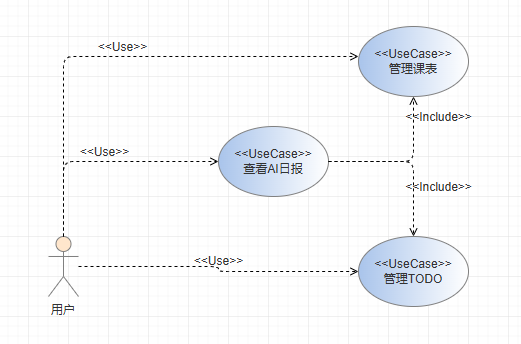 <<Use>>
<<UseCase>>
管理课表
<<Include>>
<<Use>>
<<UseCase>>
查看AI日报
<<Include>>
<<Use>>
<<UseCase>>
管理TODO
用户